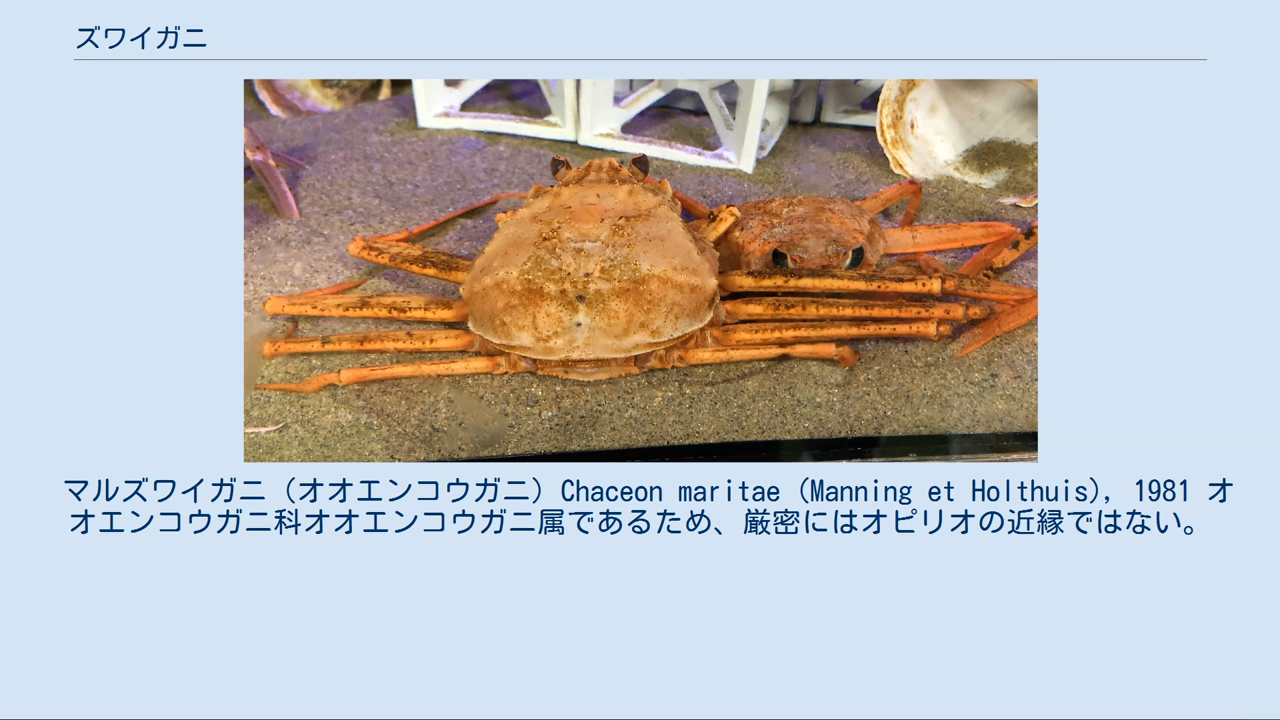 ズワイガニ
マルズワイガニ（オオエンコウガニ）Chaceon maritae (Manning et Holthuis), 1981 オ
オエンコウガニ科オオエンコウガニ属であるため、厳密にはオピリオの近縁ではない。